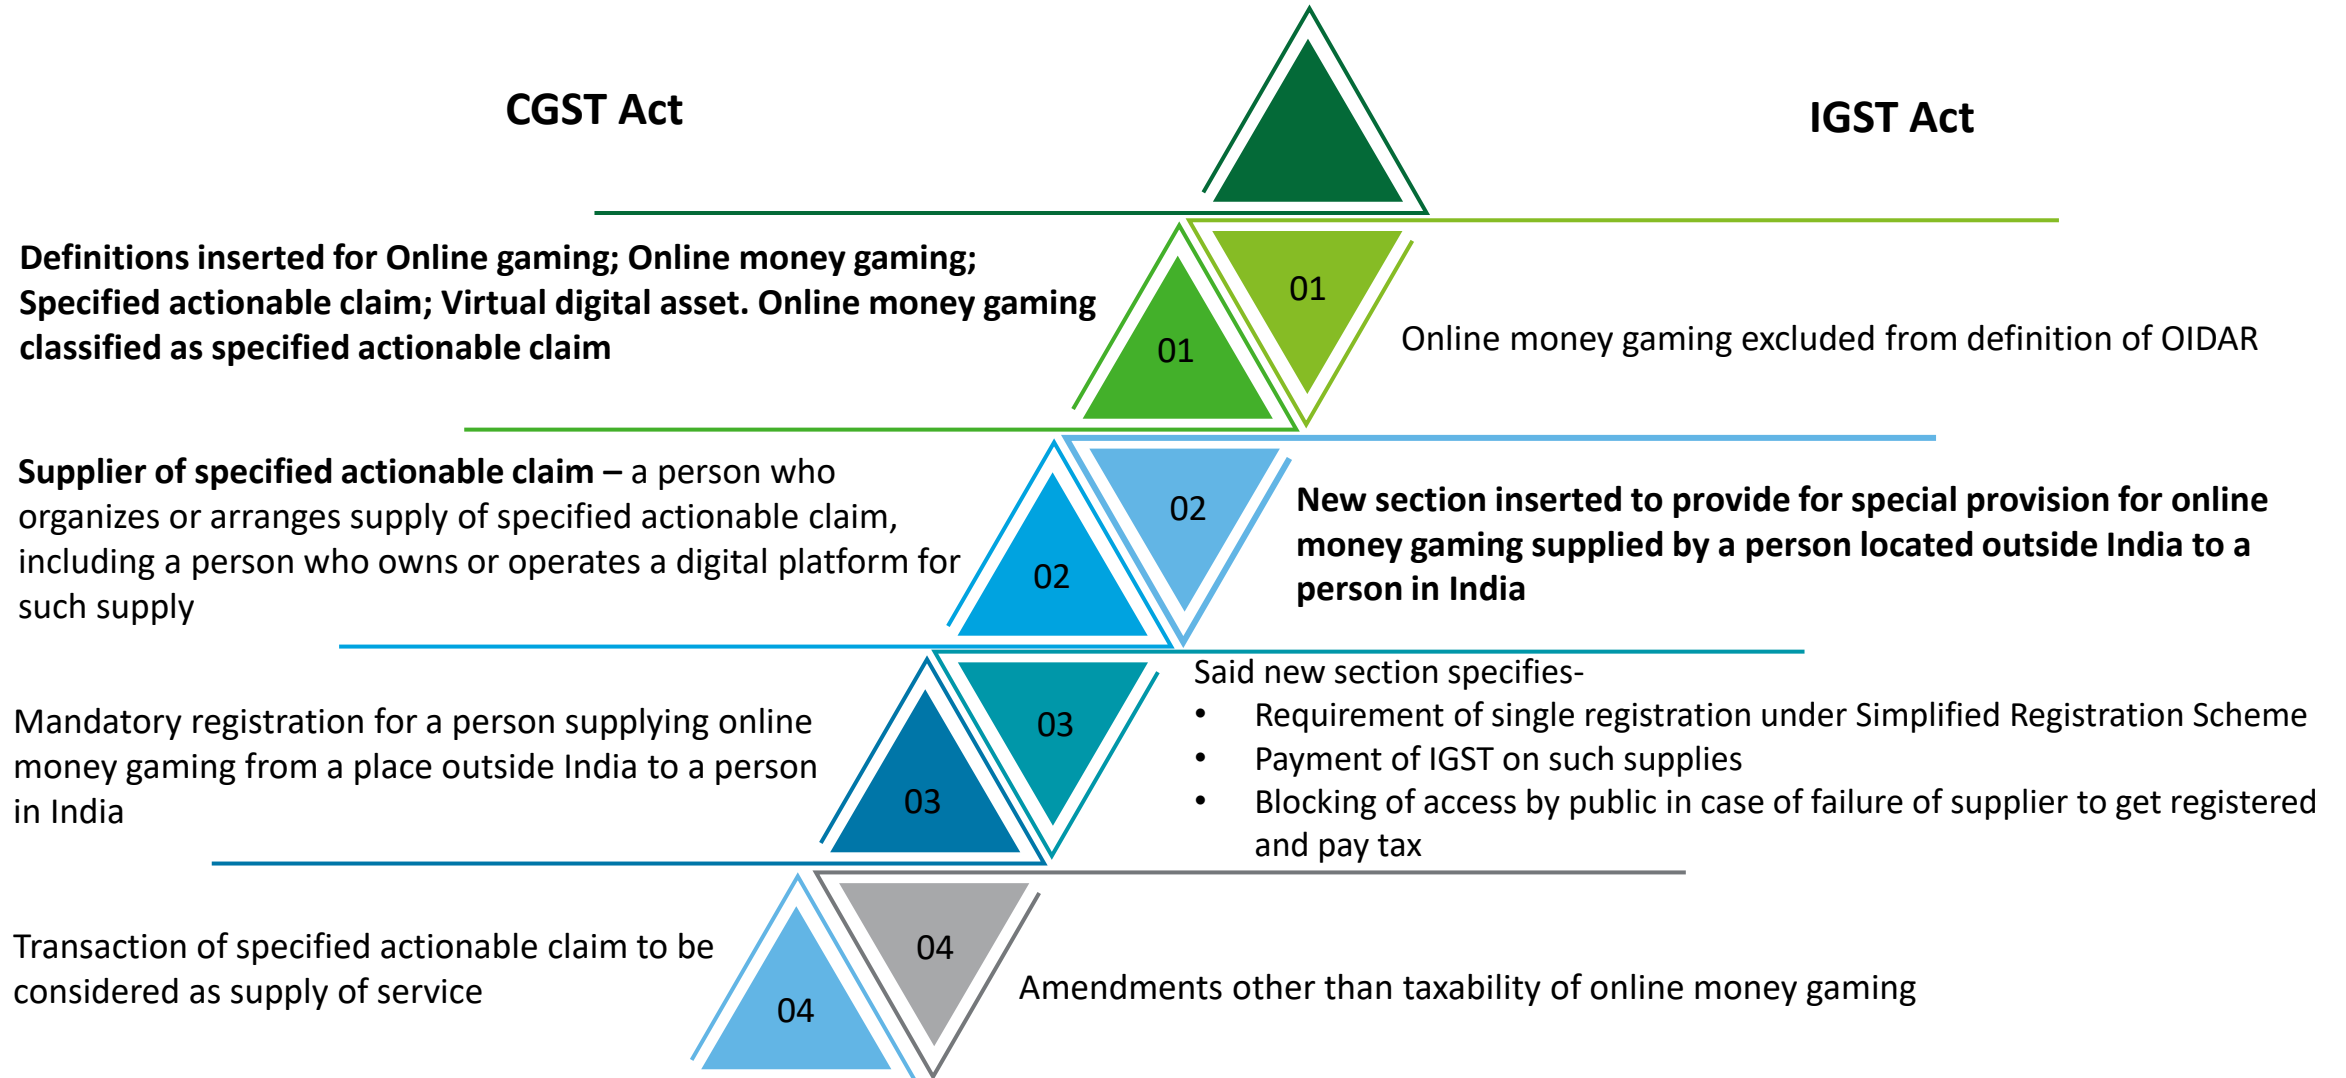 CGST Act
IGST Act
Definitions inserted for Online gaming; Online money gaming;
Specified actionable claim; Virtual digital asset. Online money gaming
classified as specified actionable claim
01
01
Online money gaming excluded from definition of OIDAR
Supplier of specified actionable claim – a person who
organizes or arranges supply of specified actionable claim,
including a person who owns or operates a digital platform for
such supply
02
02
New section inserted to provide for special provision for online
money gaming supplied by a person located outside India to a
person in India
Mandatory registration for a person supplying online
money gaming from a place outside India to a person
in India
03
03
Said new section specifies-
• Requirement of single registration under Simplified Registration Scheme
• Payment of IGST on such supplies
• Blocking of access by public in case of failure of supplier to get registered
and pay tax
Transaction of specified actionable claim to be
considered as supply of service
04
04
Amendments other than taxability of online money gaming